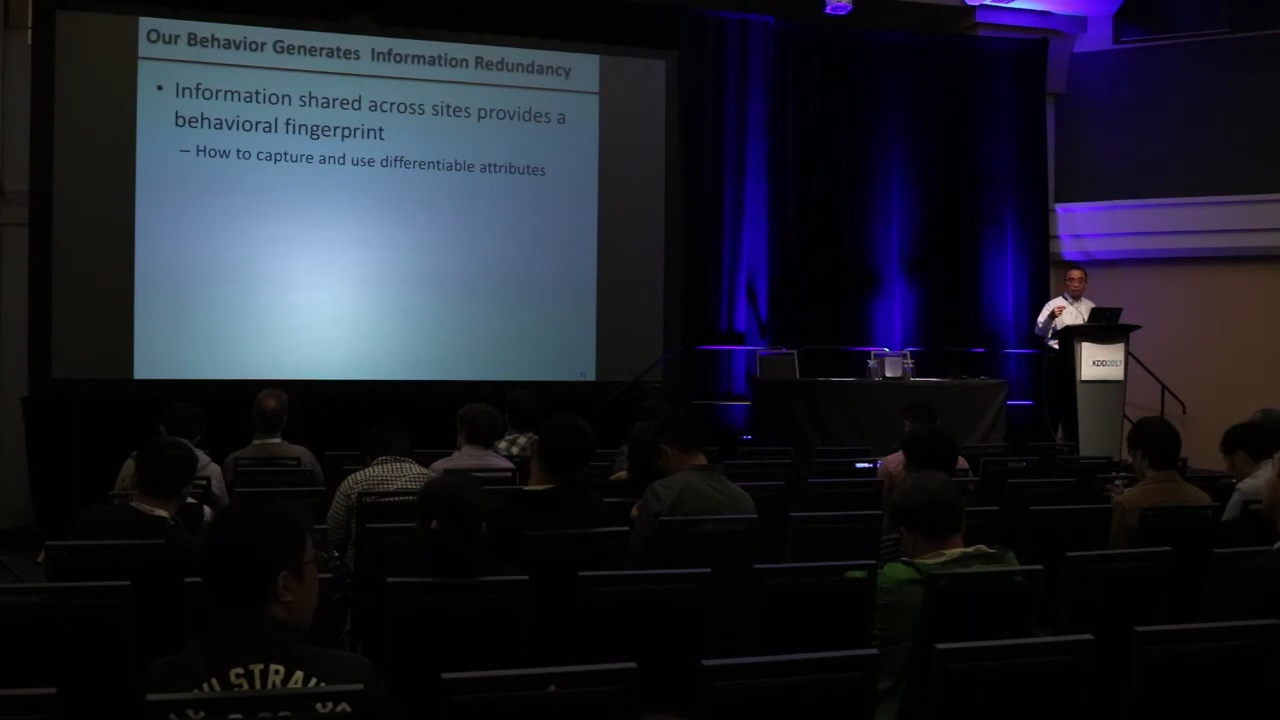 Our Behavior Generates Information Redundancy
• Information shared across sites provides a
behavioral fingerprint
– How to capture and use differentiable attributes
KDD2017